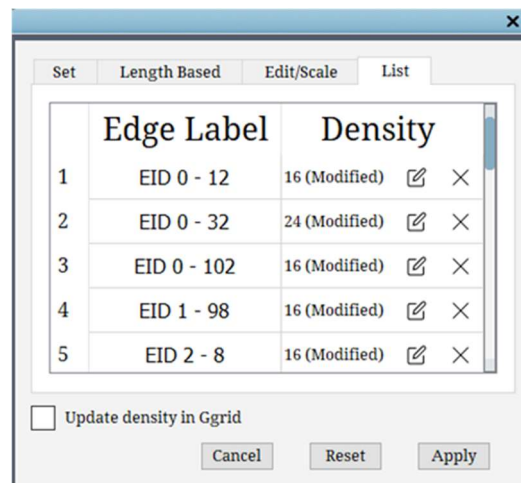 Set Length Based Edit/Scale List
Edge Label Density
1 EID 0 - 12 16 (Modified)
2 EID 0 - 32 24 (Modified)
3 EID 0 - 102 16 (Modified)
4 EID 1 - 98 16 (Modified)
5 EID 2 - 8 16 (Modified)
Update density in Ggrid
Cancel Reset Apply